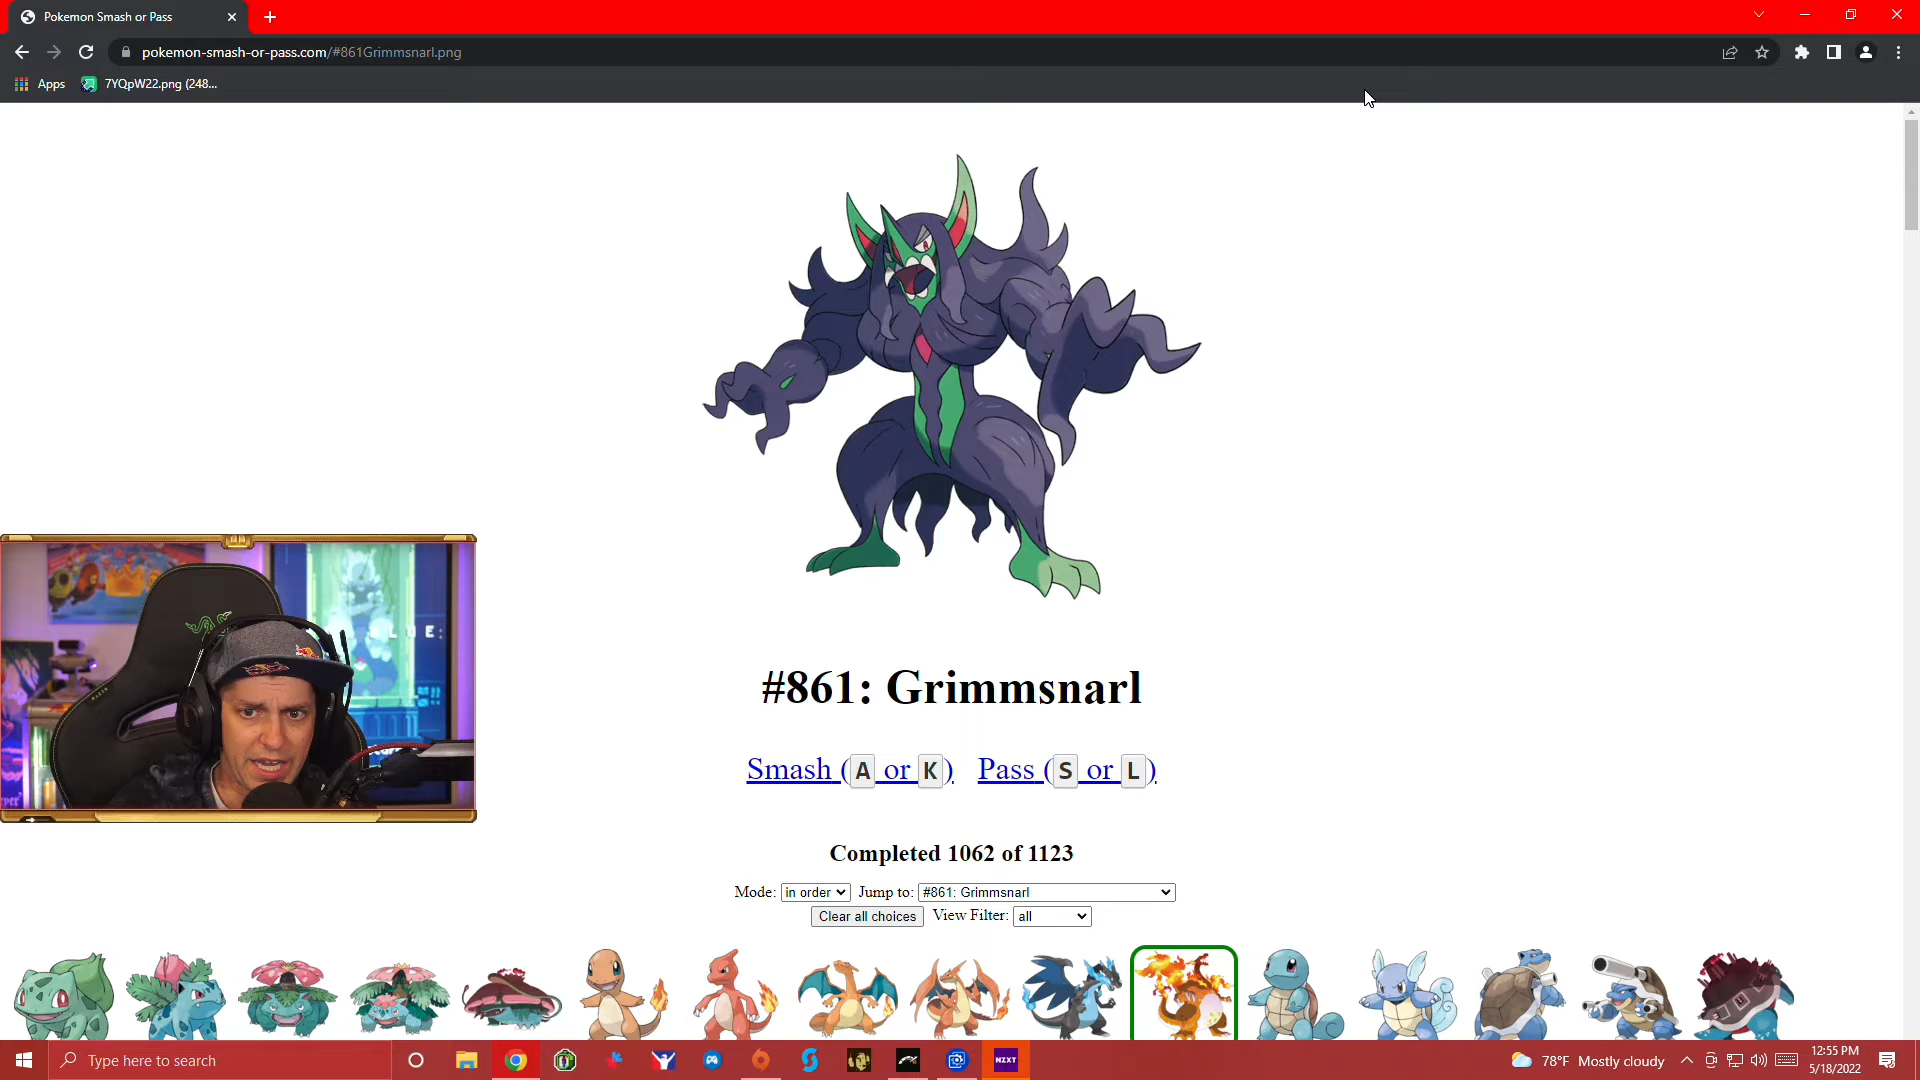 Pokemon Smash or Pass
pokemon-smash-or-pass.com/#861Grimmsnarl.png
Apps
7YQpW22.png (248...
#861: Grimmsnarl
Smash (A or K) Pass (S or L)
Completed 1062 of 1123
Mode: in order Jump to: #861: Grimmsnarl
Clear all choices View Filter: all
Type here to search
NZXT
78°F Mostly cloudy
12:55 PM
5/18/2022